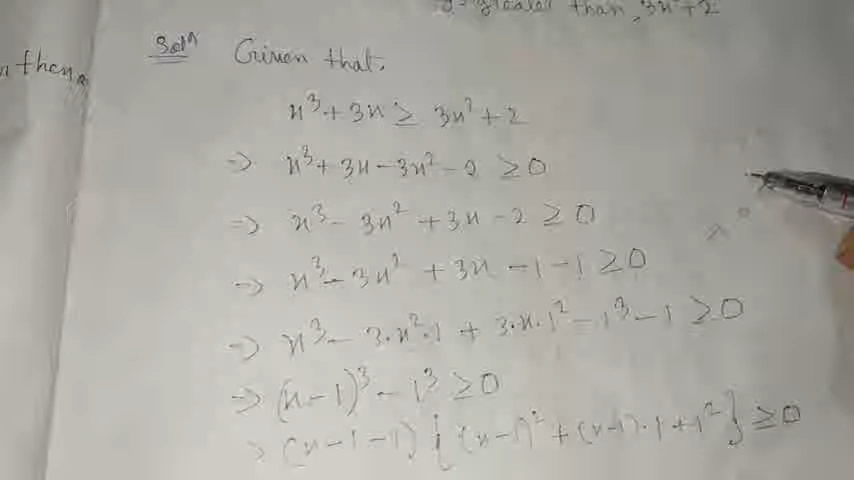 greater than, 3x²+2
then
Solⁿ Given that,
x³ + 3x ≥ 3x² + 2
⇒ x³ + 3x - 3x² - 2 ≥ 0
⇒ x³ - 3x² + 3x - 2 ≥ 0
⇒ x³ - 3x² + 3x - 1 - 1 ≥ 0
⇒ x³ - 3·x²·1 + 3·x·1² - 1³ - 1 ≥ 0
⇒ (x-1)³ - 1³ ≥ 0
⇒ (x-1-1) { (x-1)² + (x-1)·1 + 1² } ≥ 0